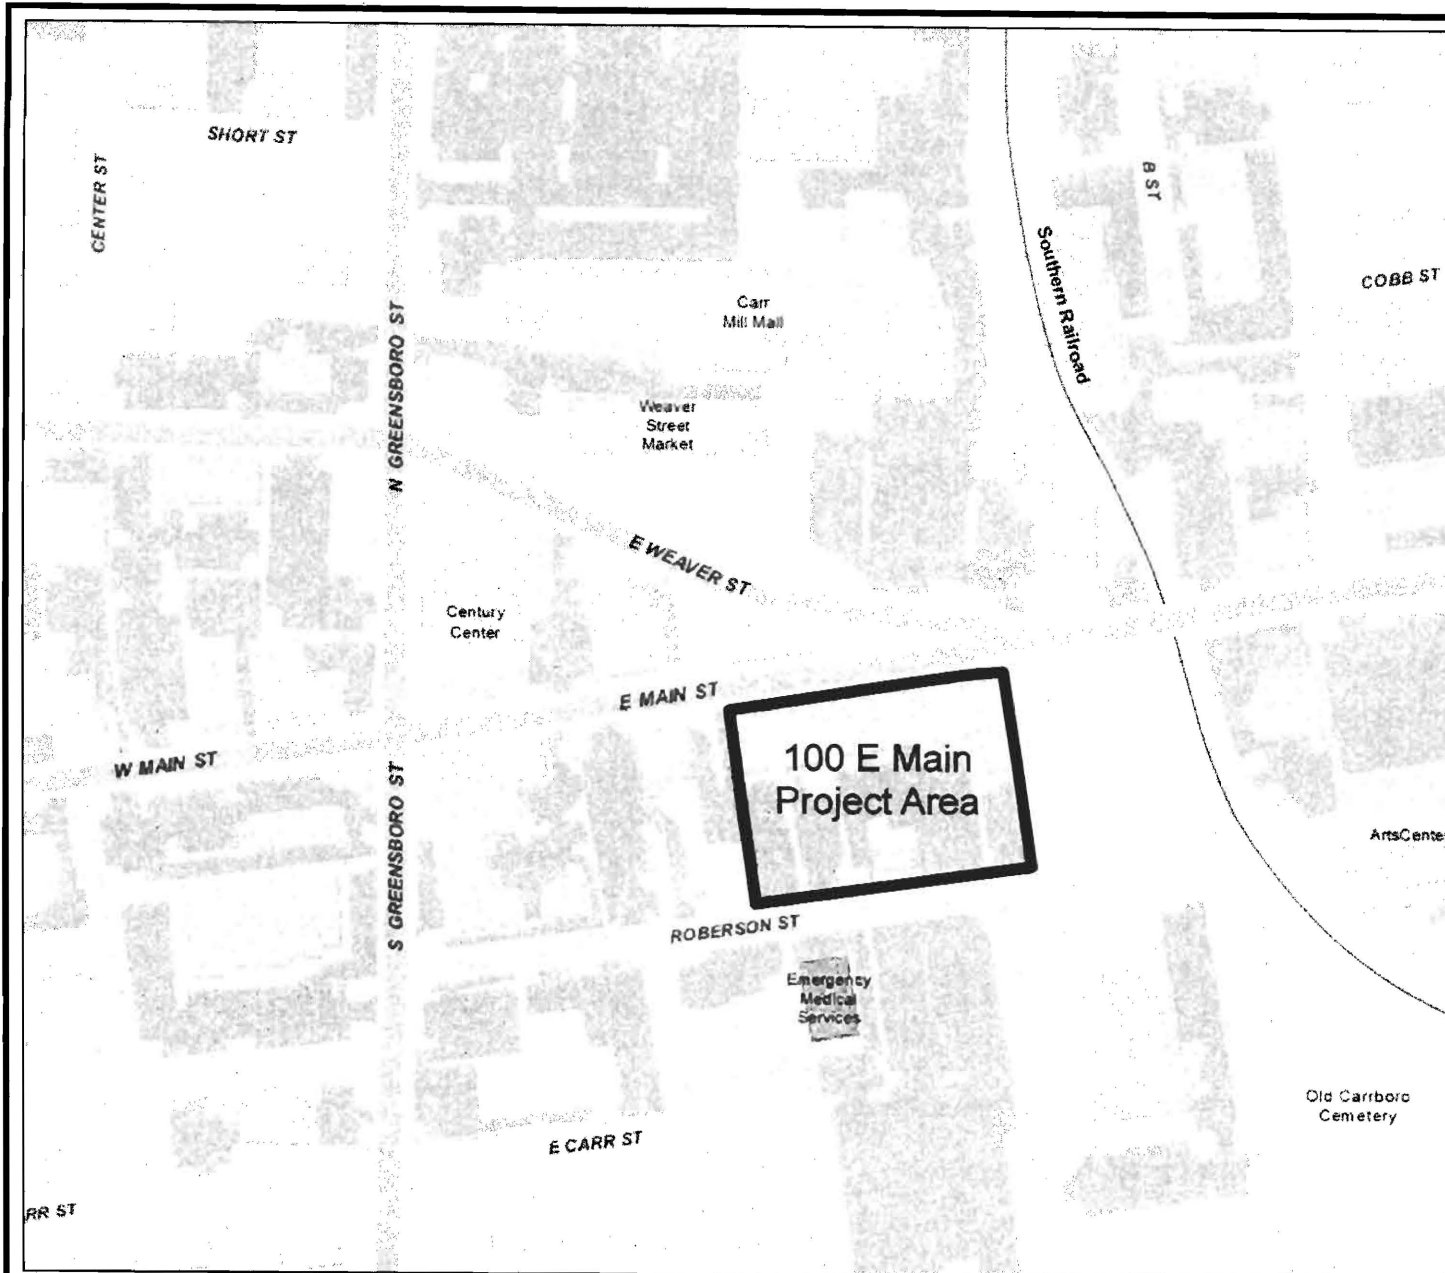 SHORT ST
CENTER ST
B ST
Southern Railroad
COBB ST
N GREENSBORO ST
Carr
Mill Mall
Weaver
Street
Market
E WEAVER ST
Century
Center
E MAIN ST
W MAIN ST
100 E Main
Project Area
S GREENSBORO ST
ArtsCente
ROBERSON ST
Emergency
Medical
Services
Old Carrboro
Cemetery
E CARR ST
RR ST